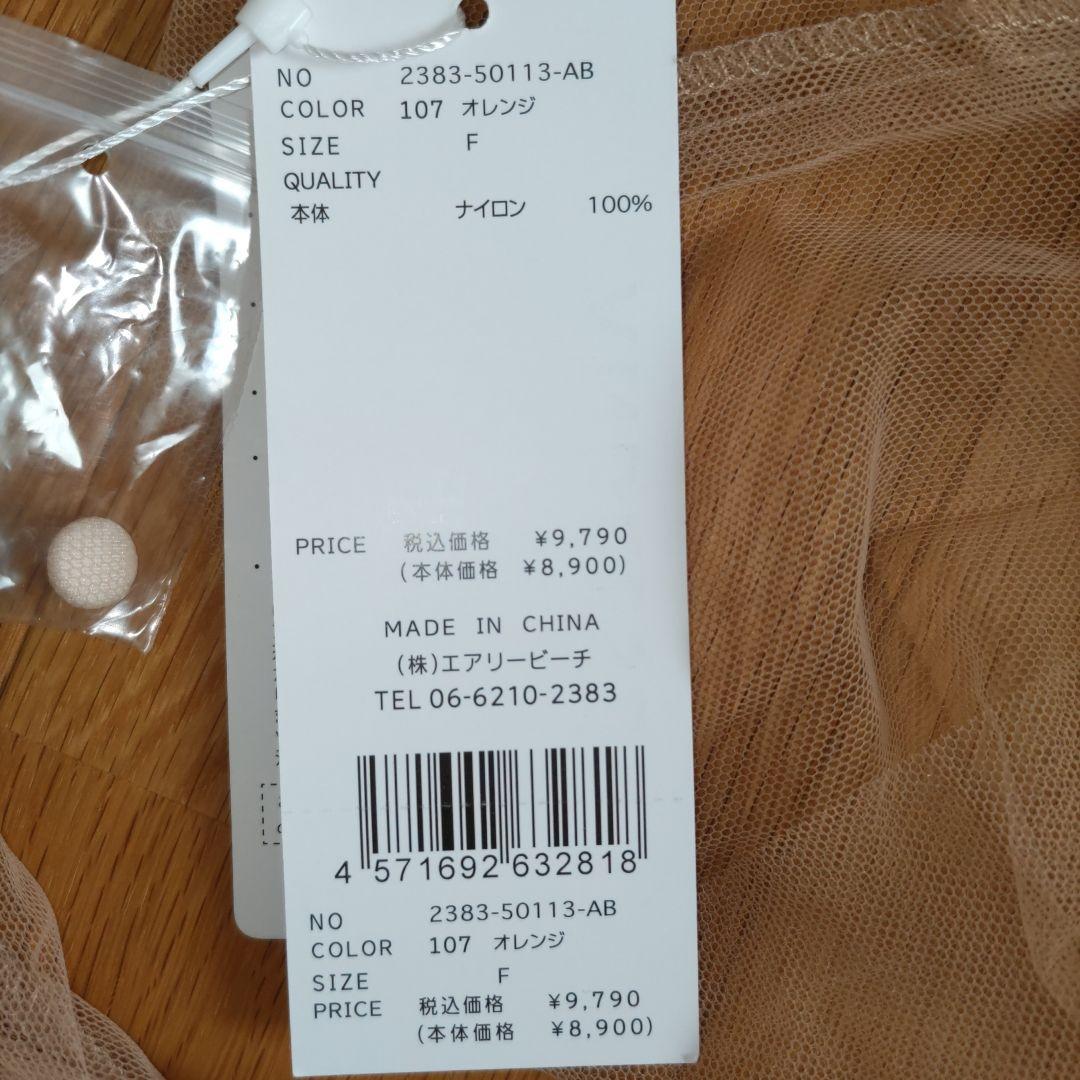 NO 2383-50113-AB
COLOR 107 オレンジ
SIZE F
QUALITY
本体 ナイロン 100%
PRICE 税込価格 ¥9,790
(本体価格 ¥8,900)
MADE IN CHINA
(株)エアリービーチ
TEL 06-6210-2383
4 571692 632818
NO 2383-50113-AB
COLOR 107 オレンジ
SIZE F
PRICE 税込価格 ¥9,790
(本体価格 ¥8,900)